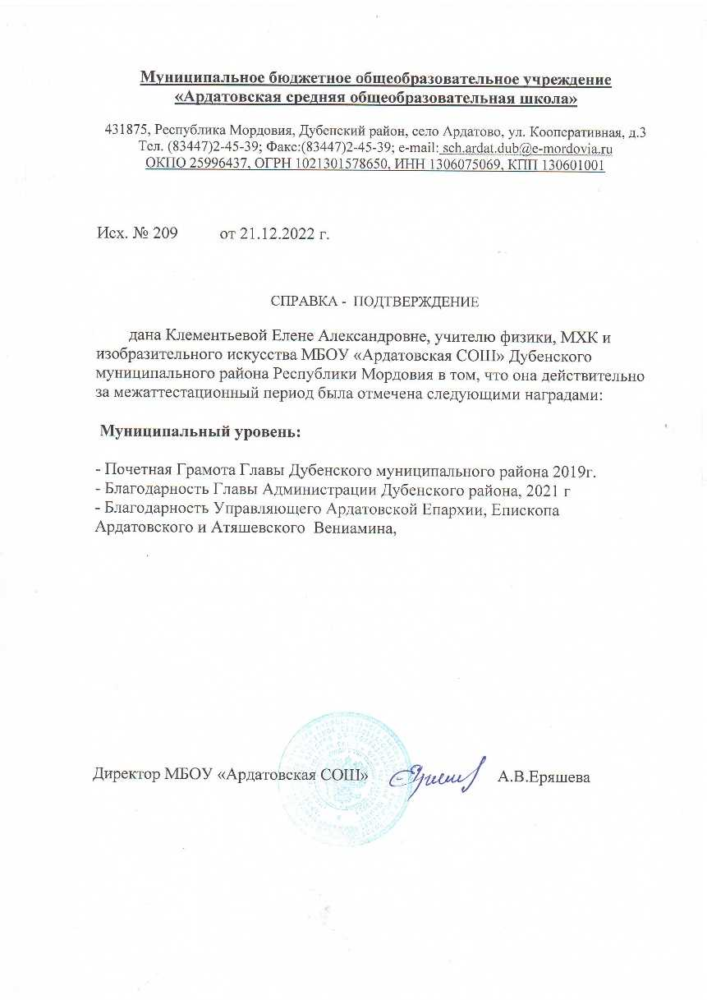 Муниципальное бюджетное общеобразовательное учреждение
«Ардатовская средняя общеобразовательная школа»
431875, Республика Мордовия, Дубенский район, село Ардатово, ул. Кооперативная, д.3
Тел. (83447)2-45-39; Факс:(83447)2-45-39; e-mail: sch.ardat.dub@e-mordovia.ru
ОКПО 25996437, ОГРН 1021301578650, ИНН 1306075069, КПП 130601001
Исх. № 209 от 21.12.2022 г.
СПРАВКА - ПОДТВЕРЖДЕНИЕ
дана Клементьевой Елене Александровне, учителю физики, МХК и
изобразительного искусства МБОУ «Ардатовская СОШ» Дубенского
муниципального района Республики Мордовия в том, что она действительно
за межаттестационный период была отмечена следующими наградами:
Муниципальный уровень:
- Почетная Грамота Главы Дубенского муниципального района 2019г.
- Благодарность Главы Администрации Дубенского района, 2021 г
- Благодарность Управляющего Ардатовской Епархии, Епископа
Ардатовского и Атяшевского Вениамина,
Директор МБОУ «Ардатовская СОШ» А.В.Еряшева